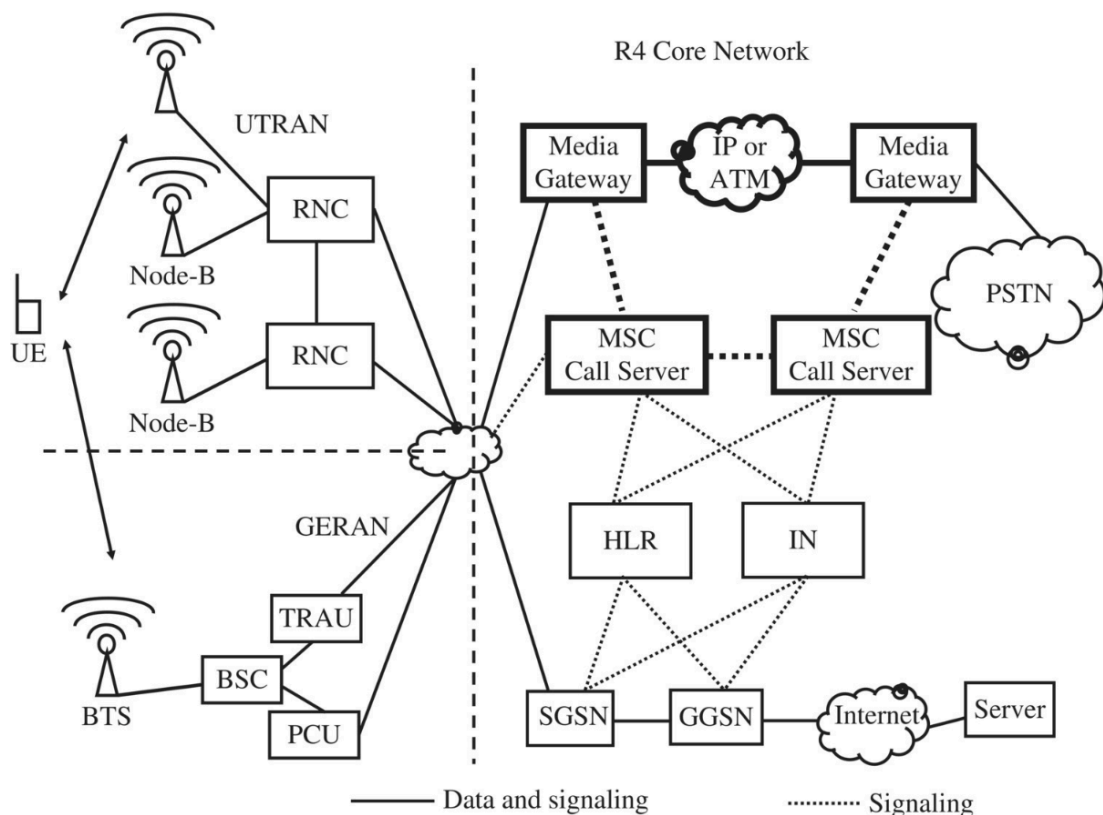 R4 Core Network
UTRAN
Media
Gateway
IP or
ATM
Media
Gateway
RNC
Node-B
PSTN
UE
RNC
MSC
Call Server
MSC
Call Server
Node-B
GERAN
HLR
IN
TRAU
BSC
BTS
PCU
SGSN
GGSN
Internet
Server
Data and signaling
Signaling